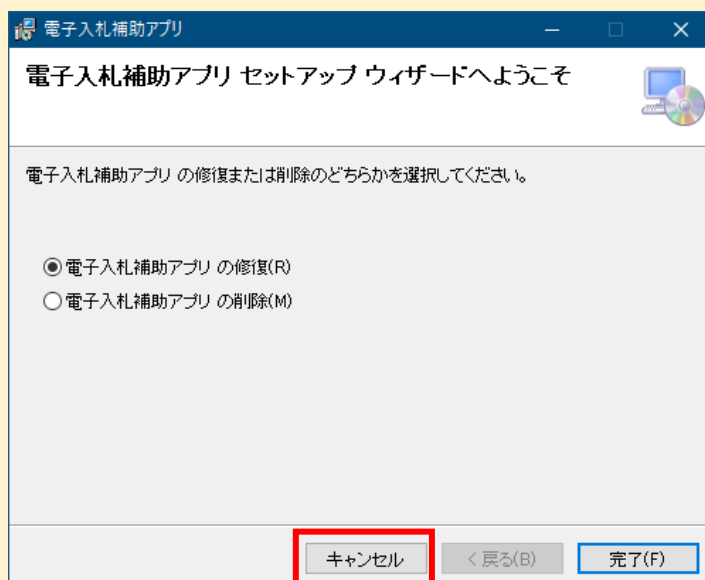 電子入札補助アプリ
電子入札補助アプリ セットアップ ウィザードへようこそ
電子入札補助アプリ の修復または削除のどちらかを選択してください。
電子入札補助アプリ の修復(R)
電子入札補助アプリ の削除(M)
キャンセル
< 戻る(B)
完了(F)